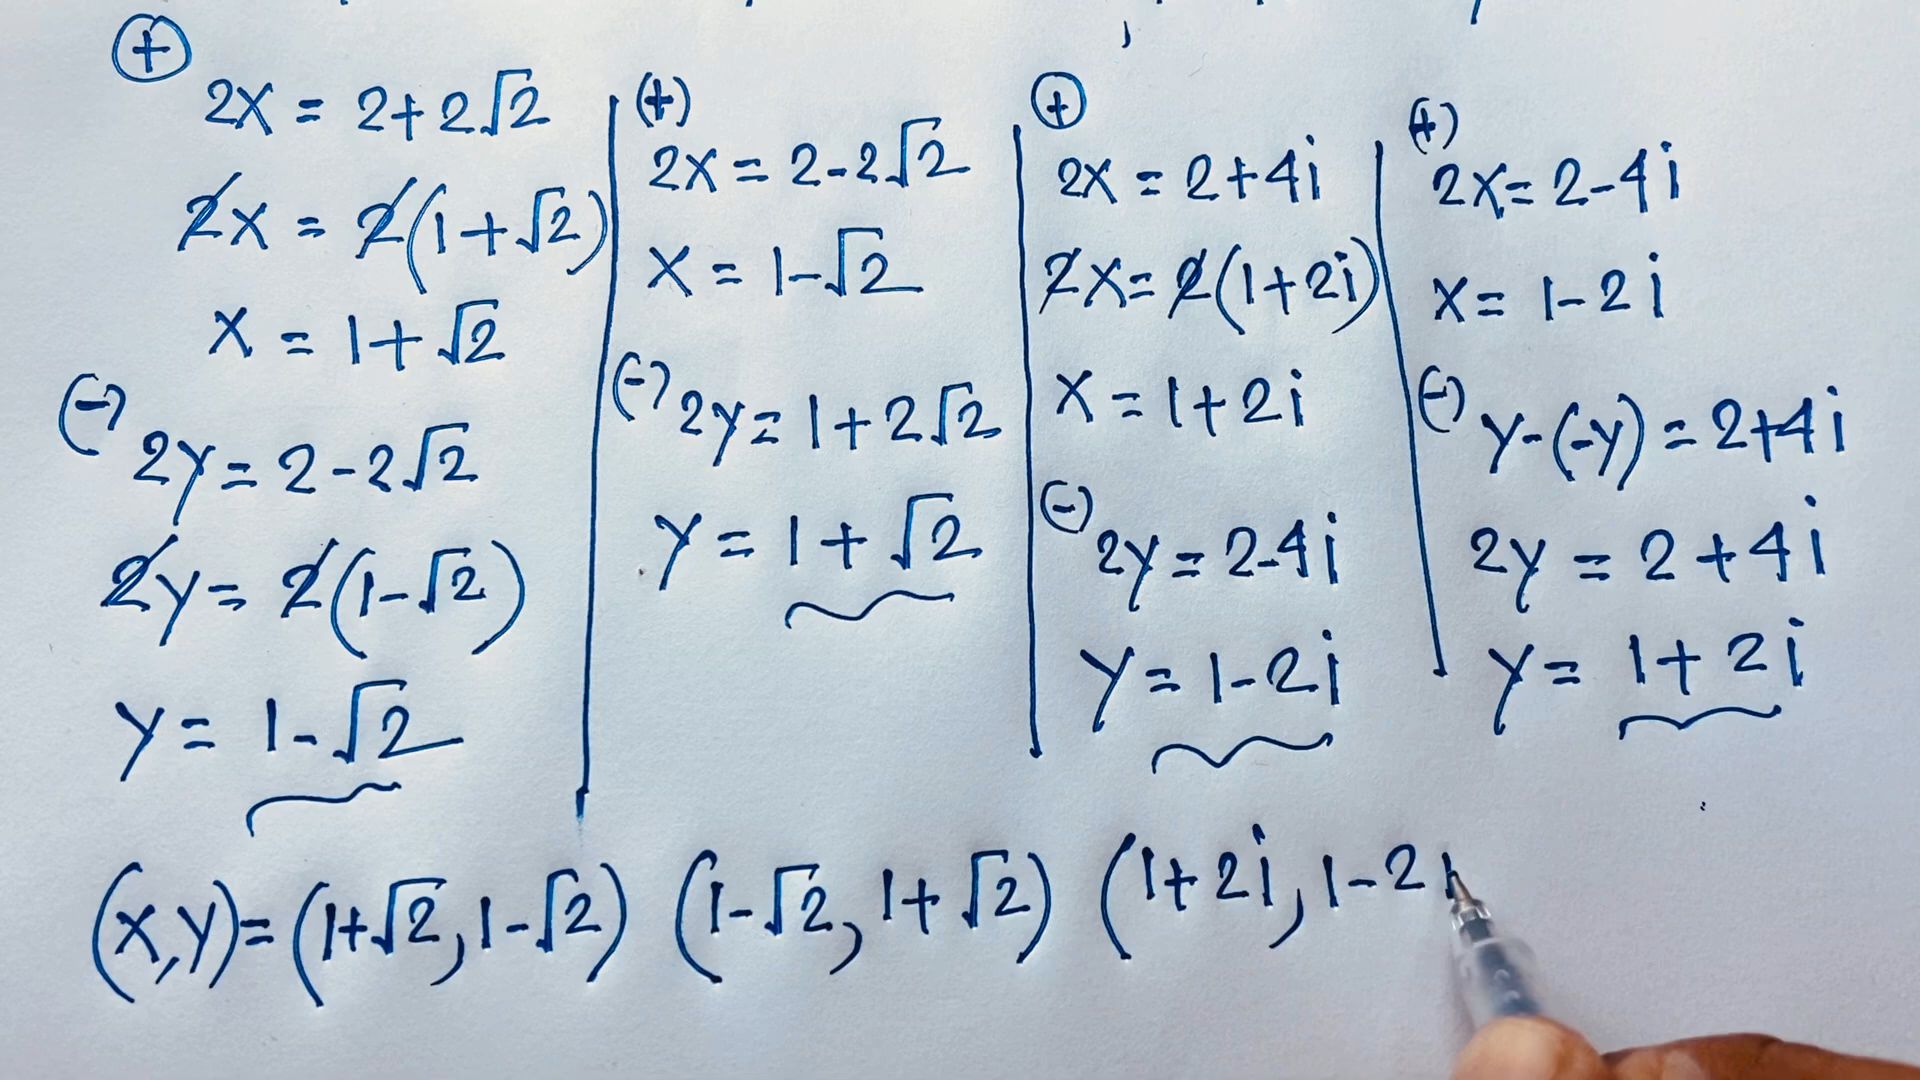 (+)
2x = 2+2√2
2x = 2(1+√2)
x = 1+√2
(-)
2y = 2-2√2
2y = 2(1-√2)
y = 1-√2
(+)
2x = 2-2√2
x = 1-√2
(-) 2y = 1+2√2
y = 1+√2
(+)
2x = 2+4i
2x = 2(1+2i)
x = 1+2i
(-)
2y = 2-4i
y = 1-2i
(+)
2x = 2-4i
x = 1-2i
(-) y-(-y) = 2+4i
2y = 2+4i
y = 1+2i
(x,y) = (1+√2, 1-√2) (1-√2, 1+√2) (1+2i, 1-2i